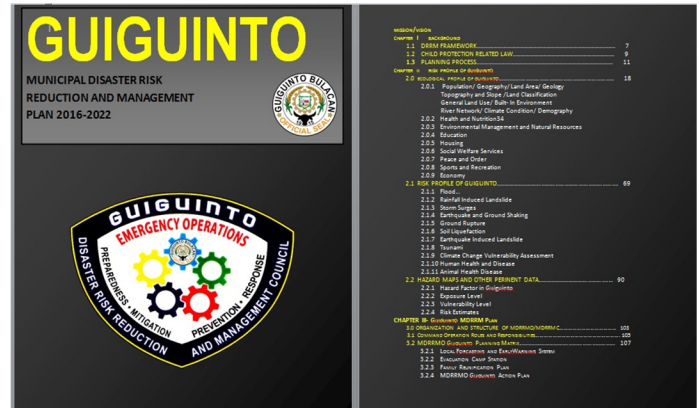 GUIGUINTO
MUNICIPAL DISASTER RISK
REDUCTION AND MANAGEMENT
PLAN 2016-2022
GUIGUINTO BULACAN
OFFICIAL SEAL
GUIGUINTO
EMERGENCY OPERATIONS
DISASTER RISK REDUCTION
AND MANAGEMENT COUNCIL
PREPAREDNESS • MITIGATION
PREVENTION • RESPONSE
MISSION/VISION
CHAPTER I BACKGROUND
1.1 DRRM FRAMEWORK 7
1.2 CHILD PROTECTION RELATED LAW 9
1.3 PLANNING PROCESS 11
CHAPTER II RISK PROFILE OF GUIGUINTO
2.0 ECOLOGICAL PROFILE OF GUIGUINTO 18
2.0.1 Population/ Geography/ Land Area/ Geology
Topography and Slope /Land Classification
General Land Use/ Built- In Environment
River Network/ Climate Condition/ Demography
2.0.2 Health and Nutrition34
2.0.3 Environmental Management and Natural Resources
2.0.4 Education
2.0.5 Housing
2.0.6 Social Welfare Services
2.0.7 Peace and Order
2.0.8 Sports and Recreation
2.0.9 Economy
2.1 RISK PROFILE OF GUIGUINTO 69
2.1.1 Flood
2.1.2 Rainfall Induced Landslide
2.1.3 Storm Surges
2.1.4 Earthquake and Ground Shaking
2.1.5 Ground Rupture
2.1.6 Soil Liquefaction
2.1.7 Earthquake Induced Landslide
2.1.8 Tsunami
2.1.9 Climate Change Vulnerability Assessment
2.1.10 Human Health and Disease
2.1.11 Animal Health Disease
2.2 HAZARD MAPS AND OTHER PERINENT DATA 90
2.2.1 Hazard Factor in Guiguinto
2.2.2 Exposure Level
2.2.3 Vulnerability Level
2.2.4 Risk Estimates
CHAPTER III- GUIGUINTO MDRRM PLAN
3.0 ORGANIZATION AND STRUCTURE OF MDRRMO/MDRRMC 103
3.1 COMMAND OPERATION ROLES AND RESPONSIBILITIES 105
3.2 MDRRMO GUIGUINTO PLANNING MATRIX 107
3.2.1 LOCAL FORECASTING AND EARLYWARNING SYSTEM
3.2.2 EVACUATION CAMP STATION
3.2.3 FAMILY REUNIFICATION PLAN
3.2.4 MDRRMO GUIGUINTO ACTION PLAN